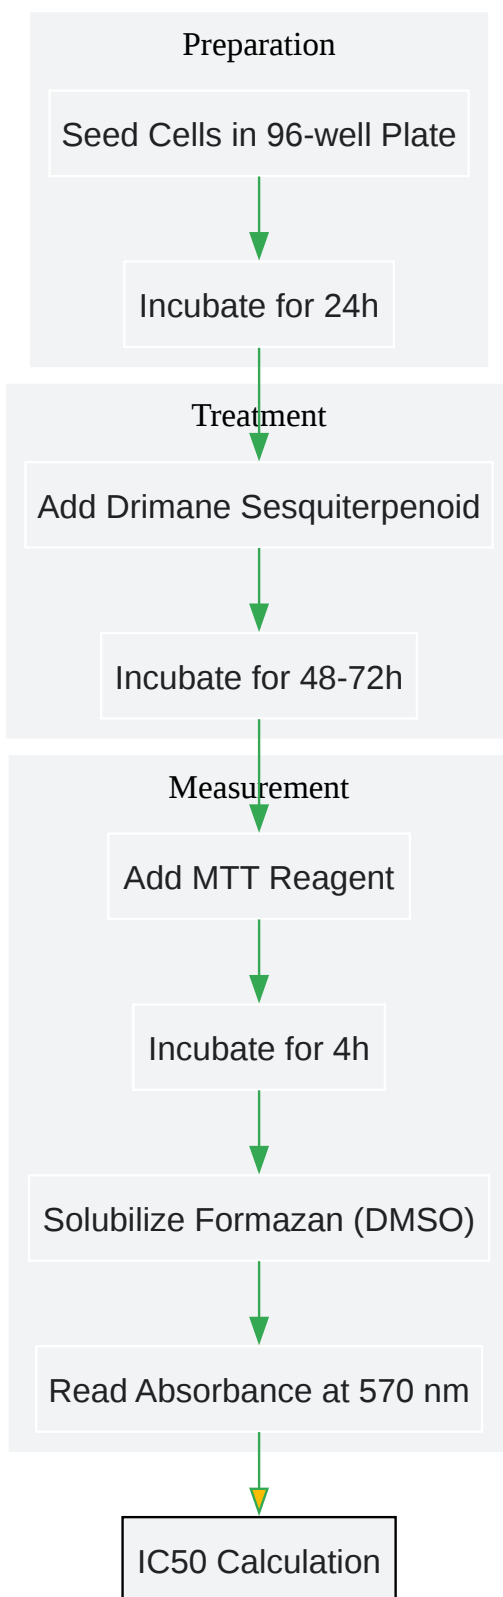 Preparation
Seed Cells in 96-well Plate
Incubate for 24h
Treatment
Add Drimane Sesquiterpenoid
Incubate for 48-72h
Measurement
Add MTT Reagent
Incubate for 4h
Solubilize Formazan (DMSO)
Read Absorbance at 570 nm
IC50 Calculation